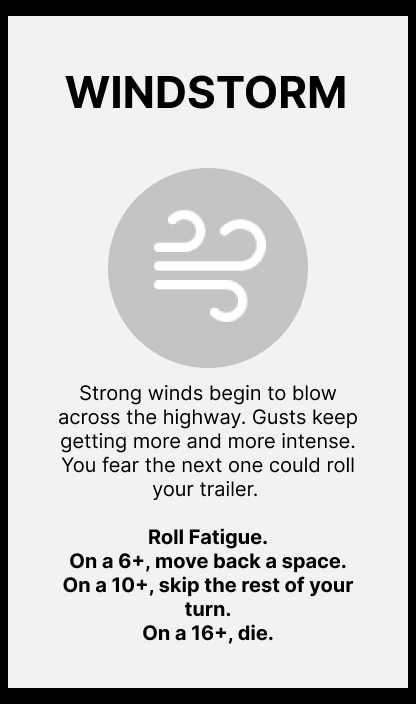 WINDSTORM
Strong winds begin to blow
across the highway. Gusts keep
getting more and more intense.
You fear the next one could roll
your trailer.
Roll Fatigue.
On a 6+, move back a space.
On a 10+, skip the rest of your
turn.
On a 16+, die.